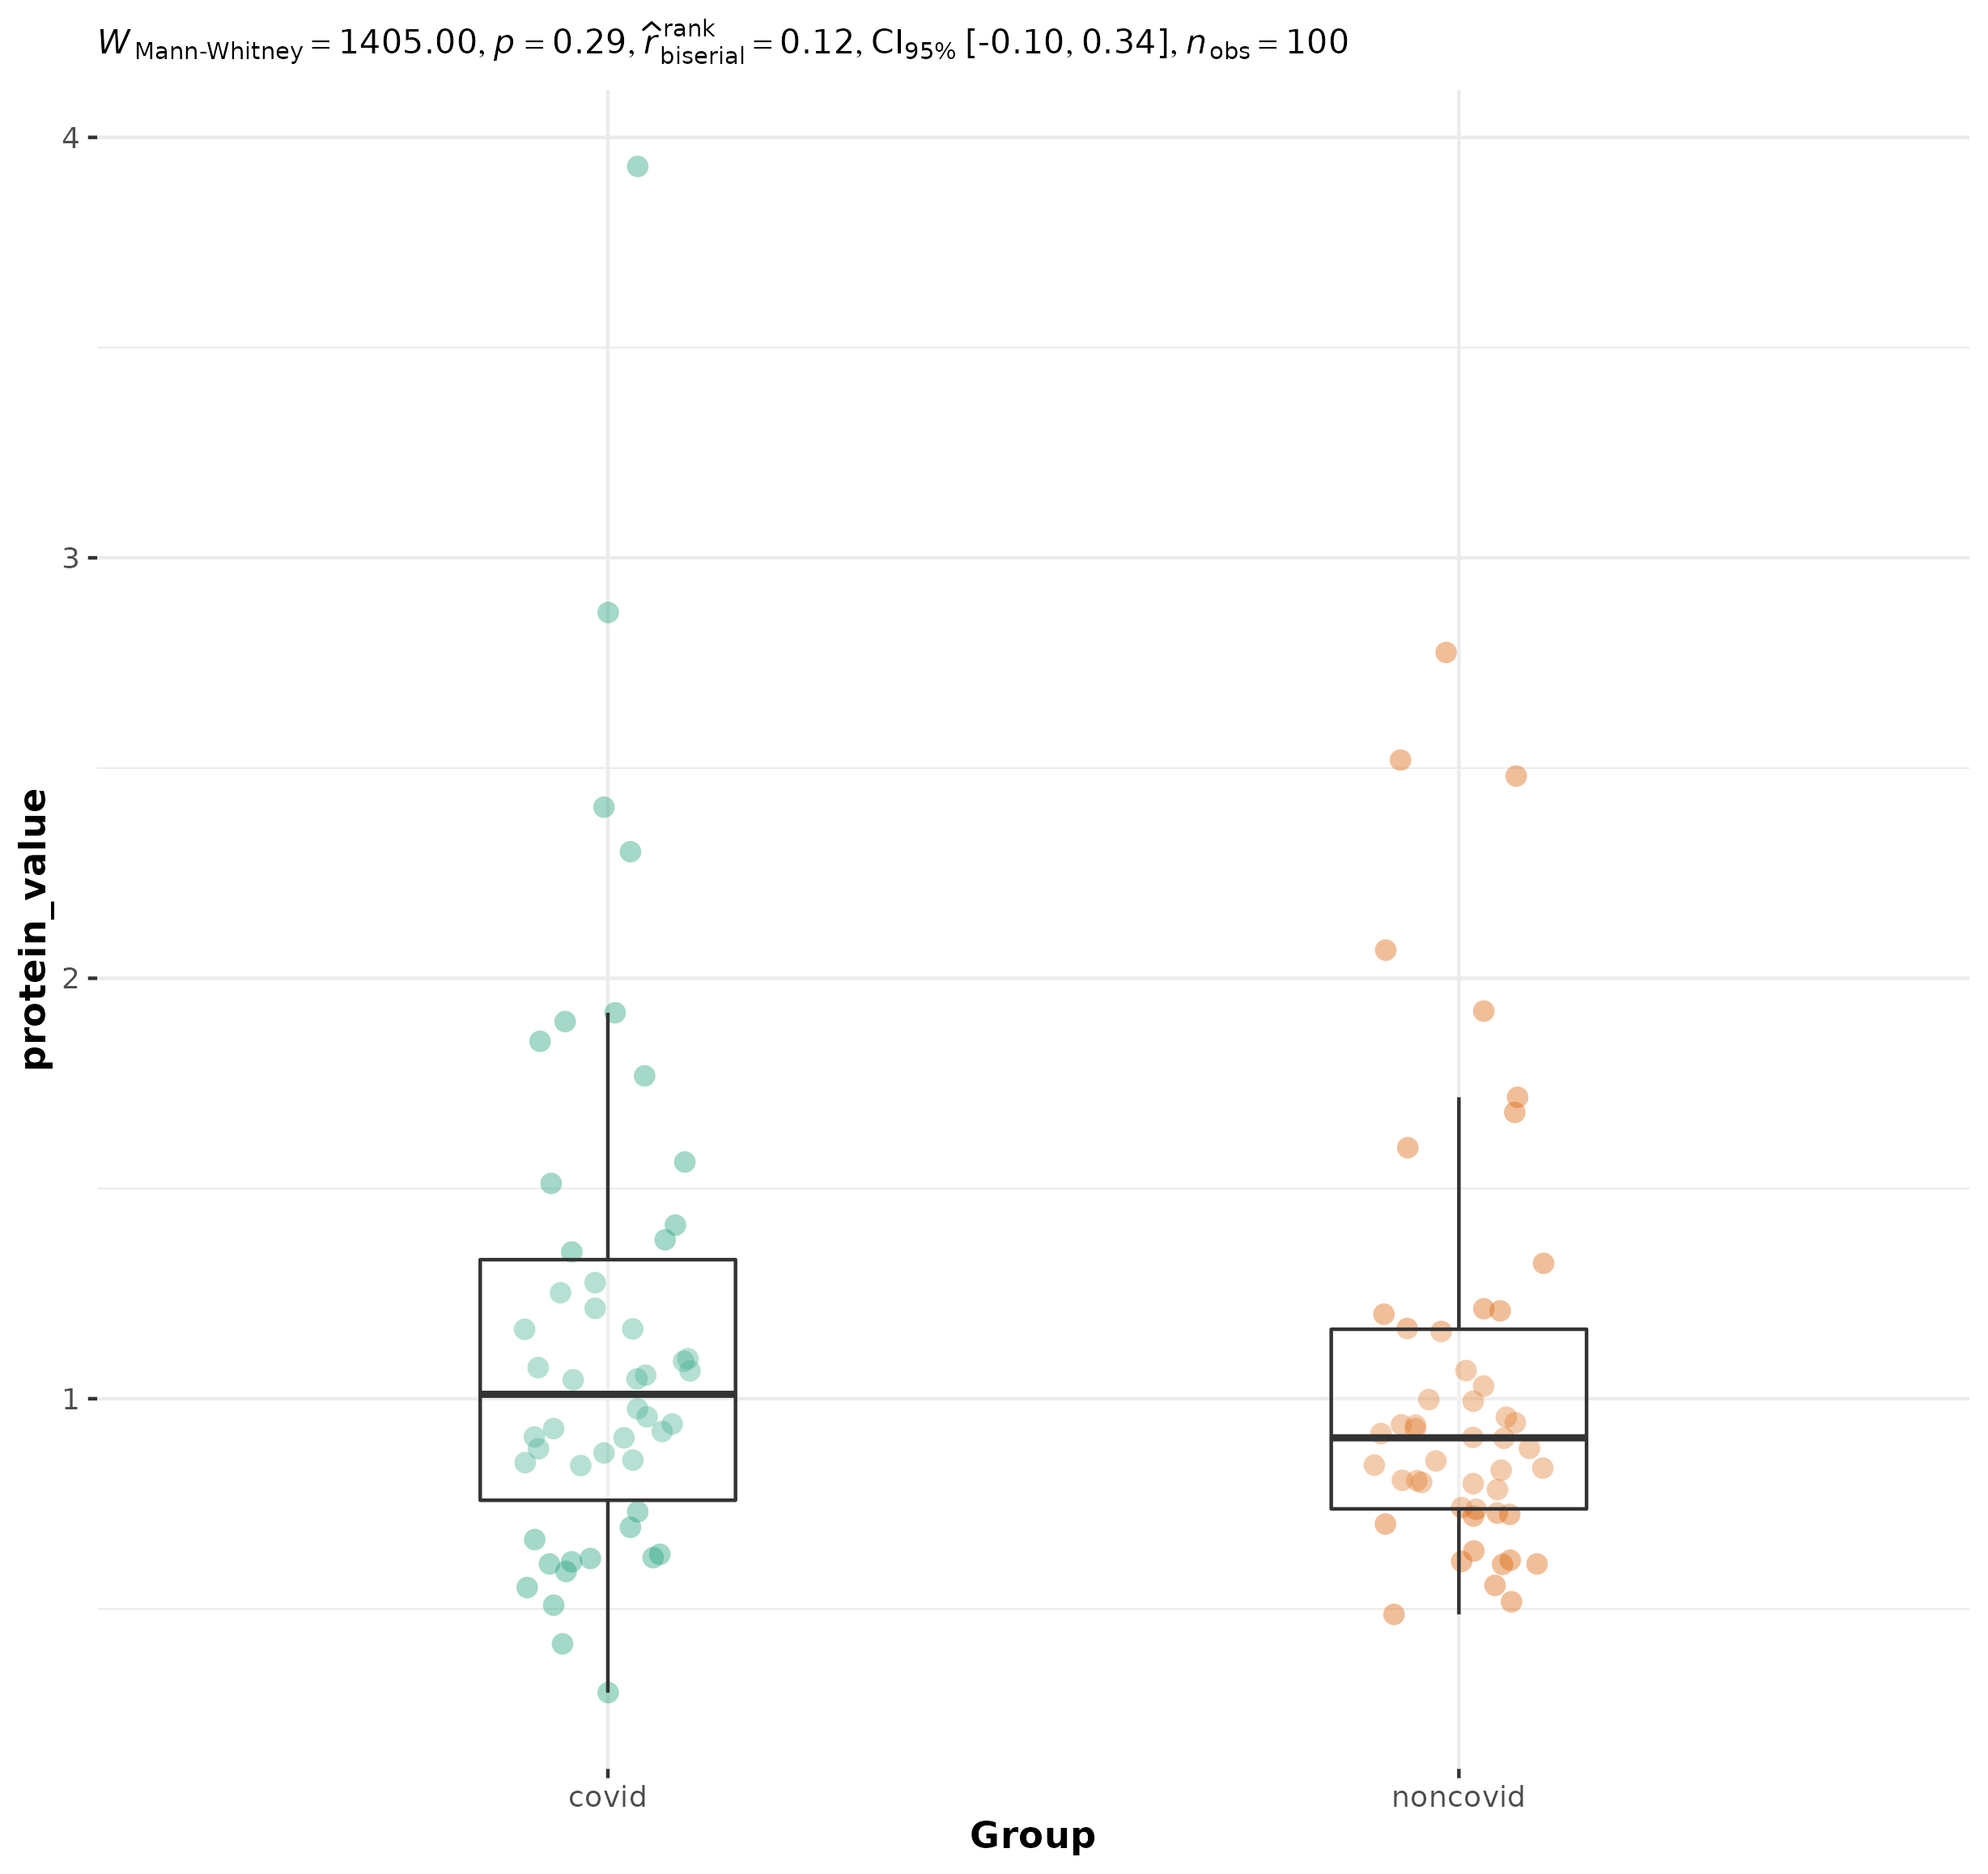 W Mann-Whitney = 1405.00, p = 0.29, r̂ rank biserial = 0.12, CI95% [-0.10, 0.34], n obs = 100
4
3
2
1
protein_value
covid noncovid
Group